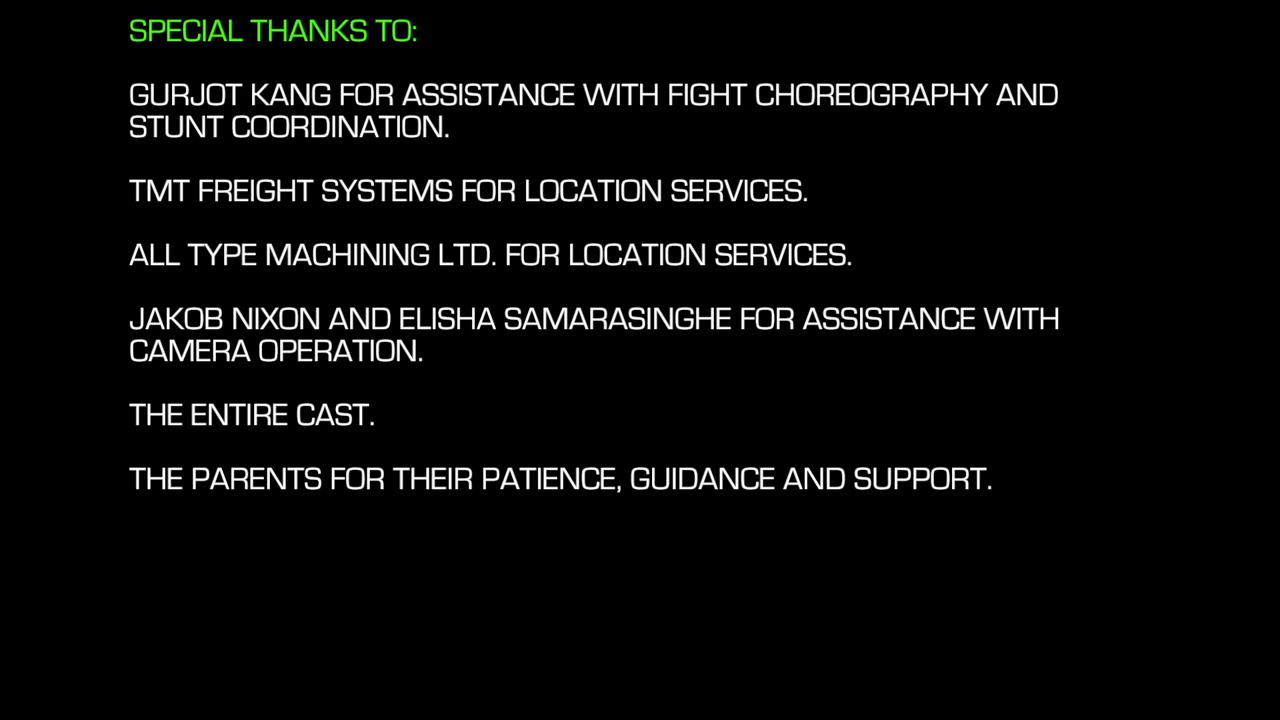 SPECIAL THANKS TO:
GURJOT KANG FOR ASSISTANCE WITH FIGHT CHOREOGRAPHY AND
STUNT COORDINATION.
TMT FREIGHT SYSTEMS FOR LOCATION SERVICES.
ALL TYPE MACHINING LTD. FOR LOCATION SERVICES.
JAKOB NIXON AND ELISHA SAMARASINGHE FOR ASSISTANCE WITH
CAMERA OPERATION.
THE ENTIRE CAST.
THE PARENTS FOR THEIR PATIENCE, GUIDANCE AND SUPPORT.